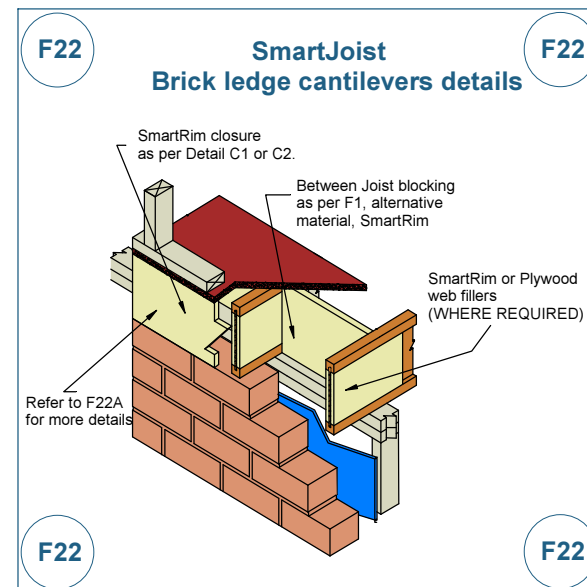 F22
F22
SmartJoist
Brick ledge cantilevers details
SmartRim closure
as per Detail C1 or C2.
Between Joist blocking
as per F1, alternative
material, SmartRim
SmartRim or Plywood
web fillers
(WHERE REQUIRED)
Refer to F22A
for more details
F22
F22